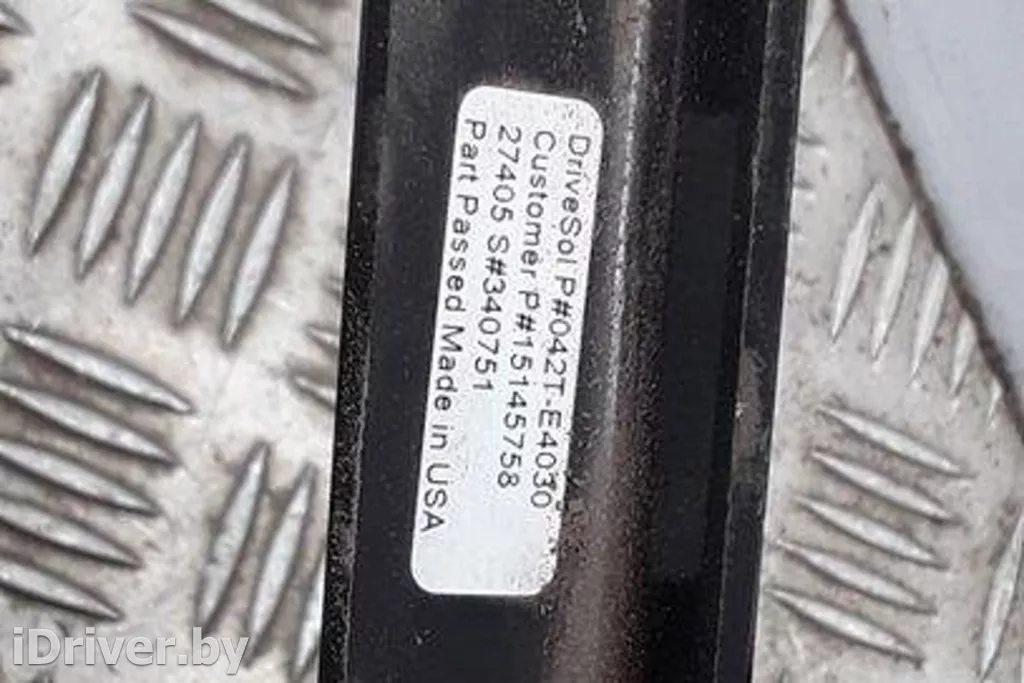 DriveSol P#042T-E4030
Customer P#15145758
27405 S#340751
Part Passed Made in USA
iDriver.by